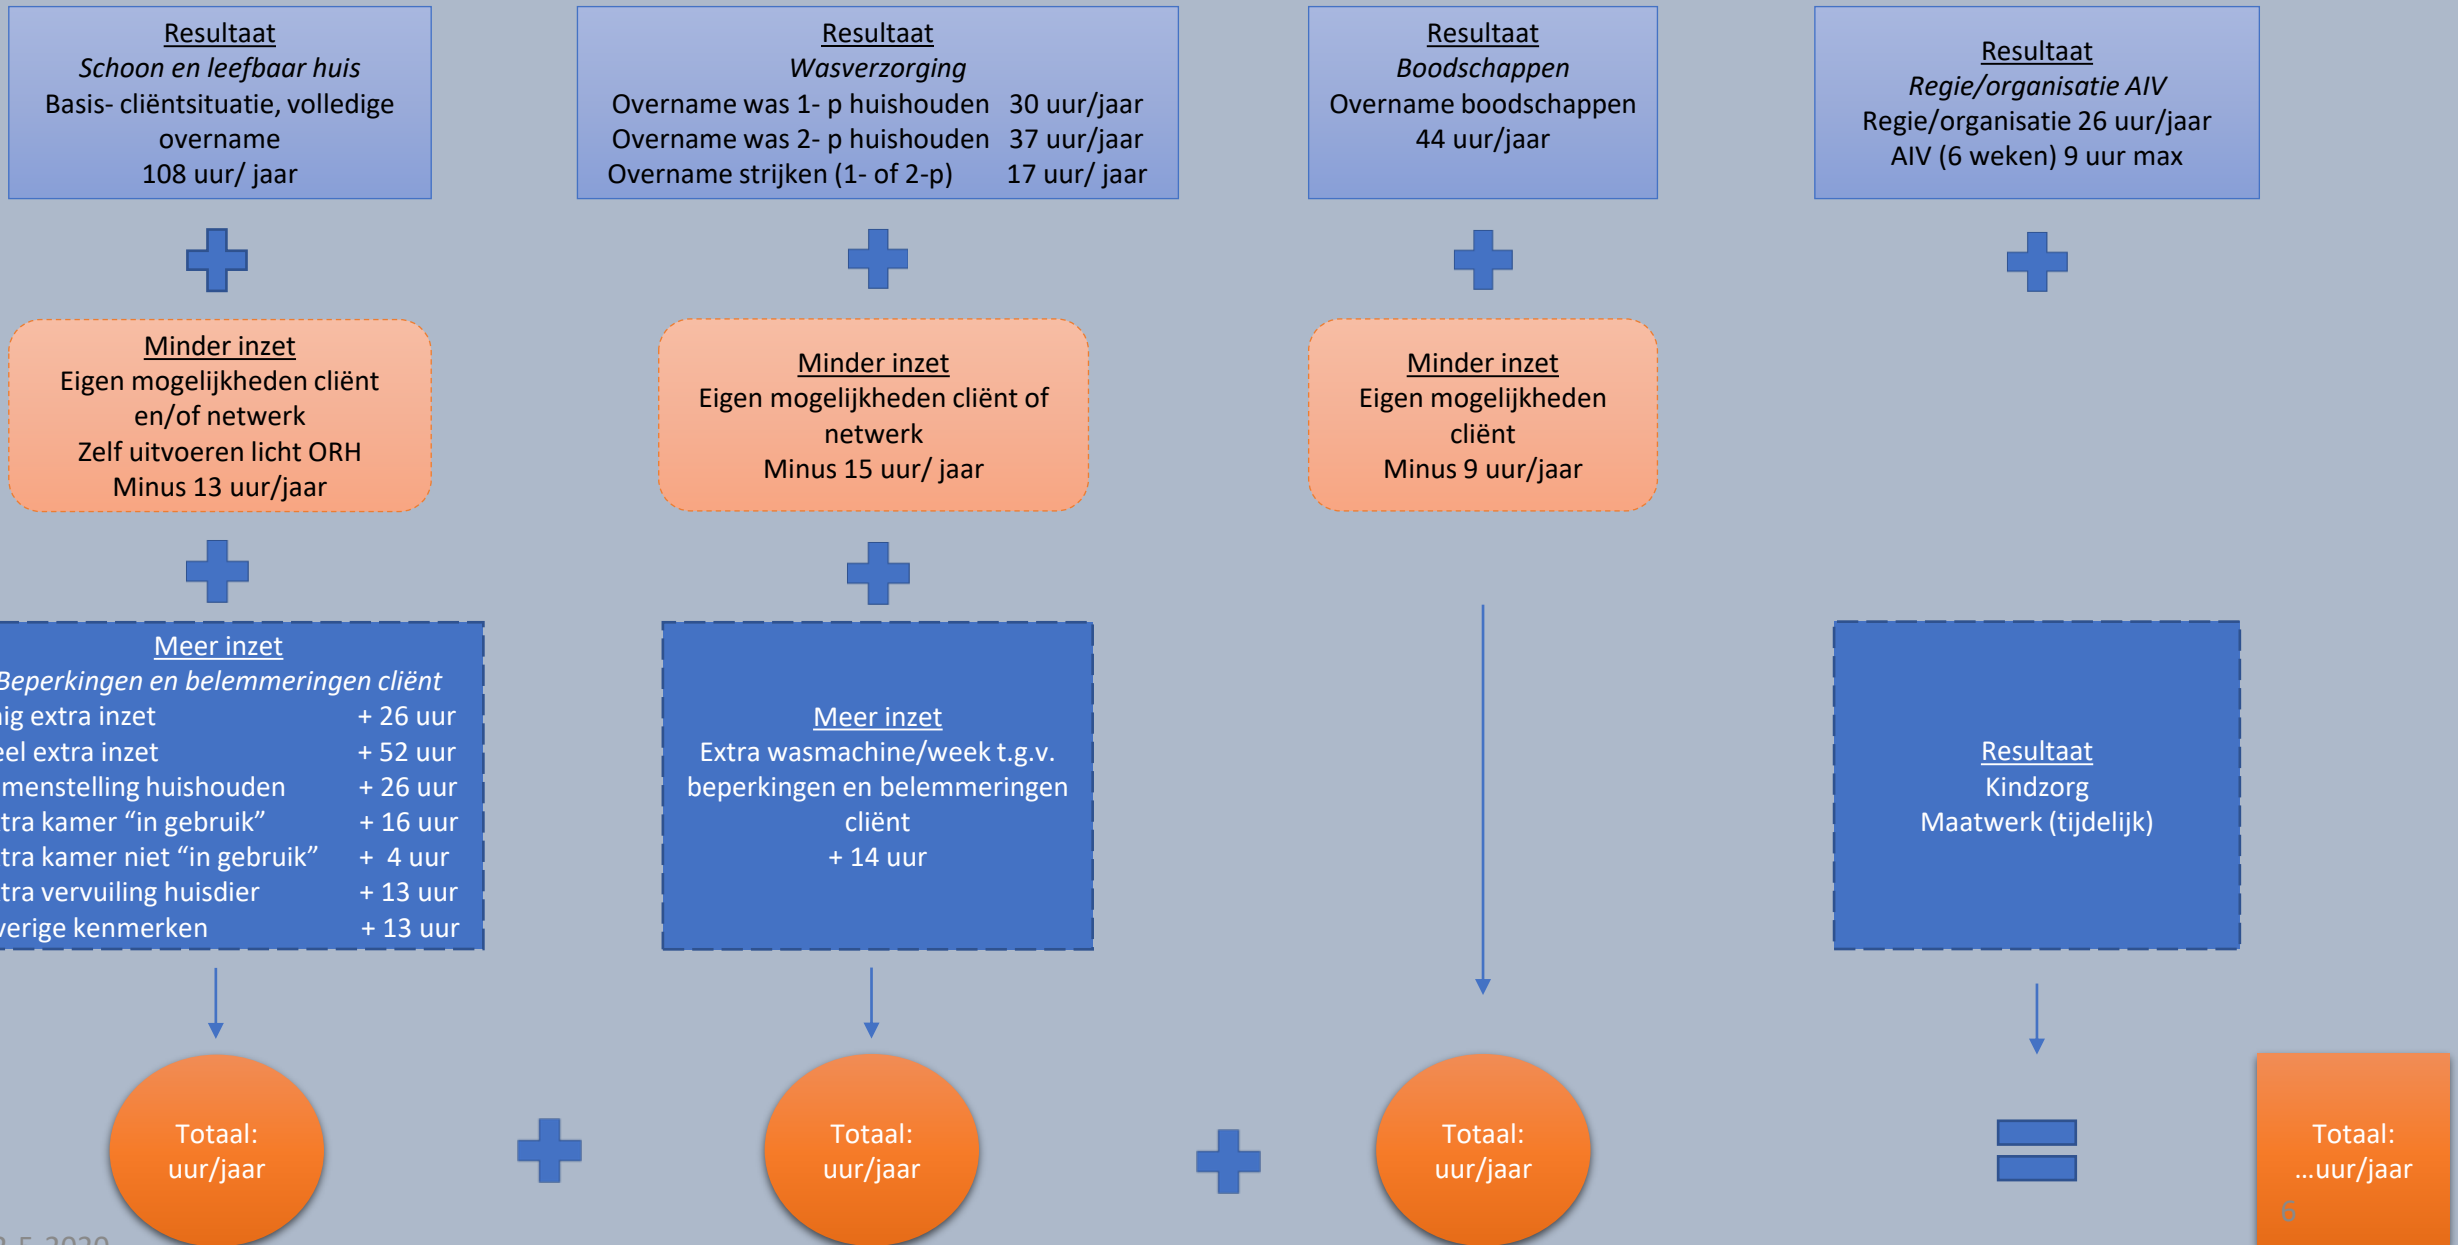 Resultaat
Schoon en leefbaar huis
Basis- cliëntsituatie, volledige
overname
108 uur/ jaar
Resultaat
Wasverzorging
Overname was 1- p huishouden 30 uur/jaar
Overname was 2- p huishouden 37 uur/jaar
Overname strijken (1- of 2-p) 17 uur/ jaar
Resultaat
Boodschappen
Overname boodschappen
44 uur/jaar
Resultaat
Regie/organisatie AIV
Regie/organisatie 26 uur/jaar
AIV (6 weken) 9 uur max
Minder inzet
Eigen mogelijkheden cliënt
en/of netwerk
Zelf uitvoeren licht ORH
Minus 13 uur/jaar
Minder inzet
Eigen mogelijkheden cliënt of
netwerk
Minus 15 uur/ jaar
Minder inzet
Eigen mogelijkheden
cliënt
Minus 9 uur/jaar
Meer inzet
Beperkingen en belemmeringen cliënt
extra inzet + 26 uur
extra inzet + 52 uur
huishouden + 26 uur
kamer “in gebruik” + 16 uur
kamer niet “in gebruik” + 4 uur
vervuiling huisdier + 13 uur
kenmerken + 13 uur
Meer inzet
Extra wasmachine/week t.g.v.
beperkingen en belemmeringen
cliënt
+ 14 uur
Resultaat
Kindzorg
Maatwerk (tijdelijk)
Totaal:
uur/jaar
Totaal:
uur/jaar
Totaal:
uur/jaar
Totaal:
...uur/jaar
6